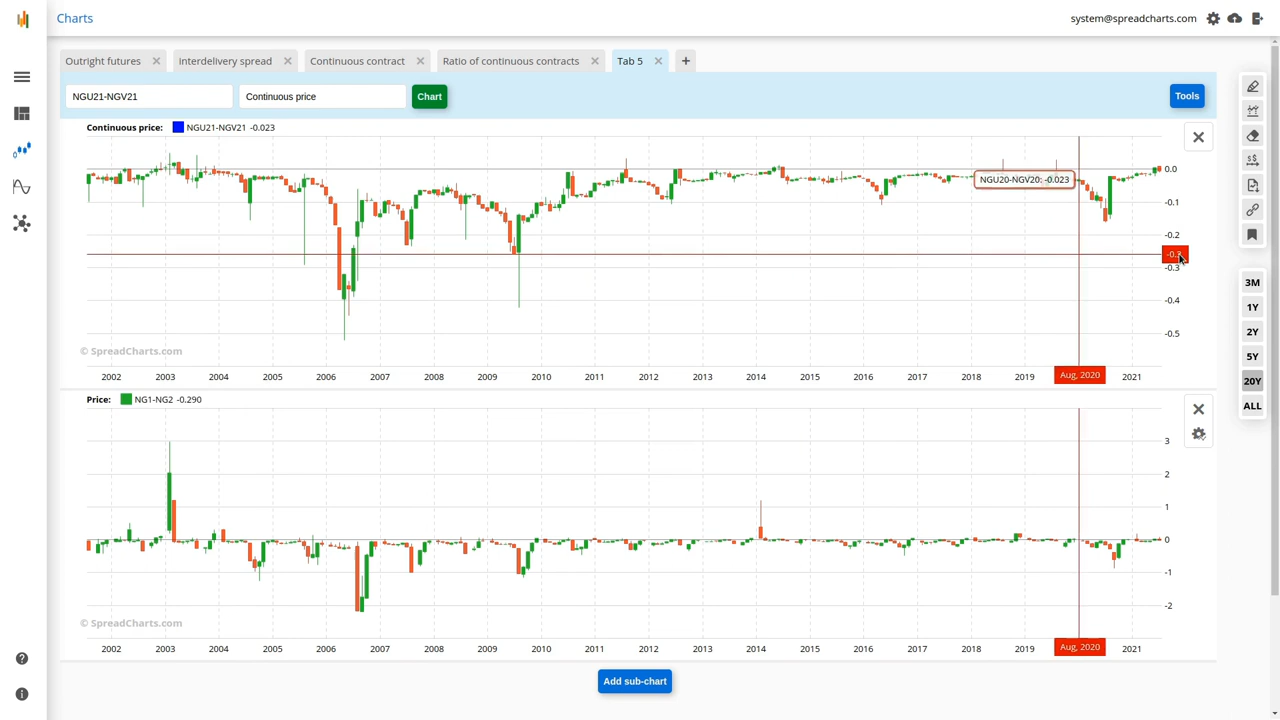 Charts
system@spreadcharts.com
Outright futures
Interdelivery spread
Continuous contract
Ratio of continuous contracts
Tab 5
+
NGU21-NGV21
Continuous price
Chart
Tools
Continuous price: NGU21-NGV21 -0.023
0.0
NGU20-NGV20: -0.023
-0.1
-0.2
-0.3
-0.4
-0.5
© SpreadCharts.com
2002 2003 2004 2005 2006 2007 2008 2009 2010 2011 2012 2013 2014 2015 2016 2017 2018 2019 Aug, 2020 2021
Price: NG1-NG2 -0.290
3
2
1
0
-1
-2
© SpreadCharts.com
2002 2003 2004 2005 2006 2007 2008 2009 2010 2011 2012 2013 2014 2015 2016 2017 2018 2019 Aug, 2020 2021
Add sub-chart
3M
1Y
2Y
5Y
20Y
ALL